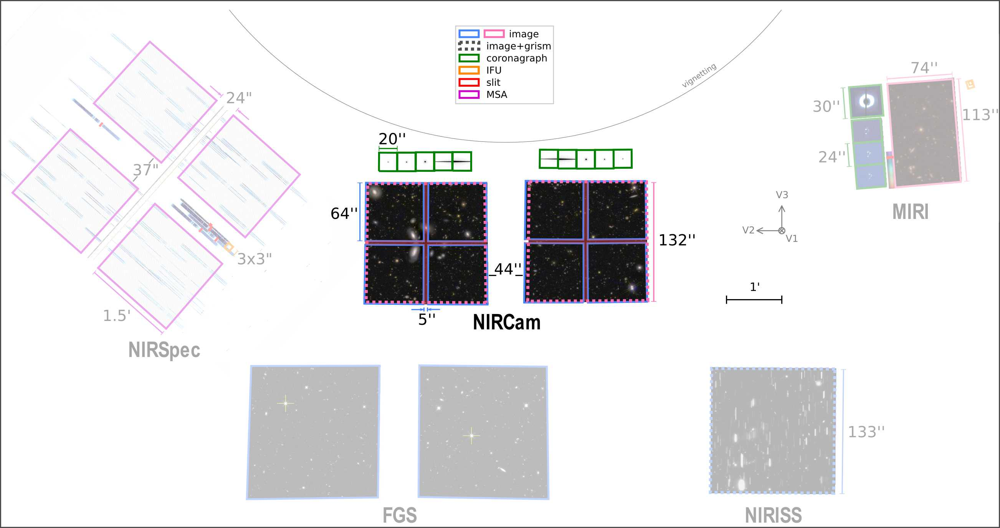 image
image+grism
coronagraph
IFU
slit
MSA
vignetting
24"
37"
3x3"
1.5'
NIRSpec
20''
64''
_44''_
132''
5''
NIRCam
74''
30''
113''
24''
MIRI
V3
V2
V1
1'
FGS
133''
NIRISS